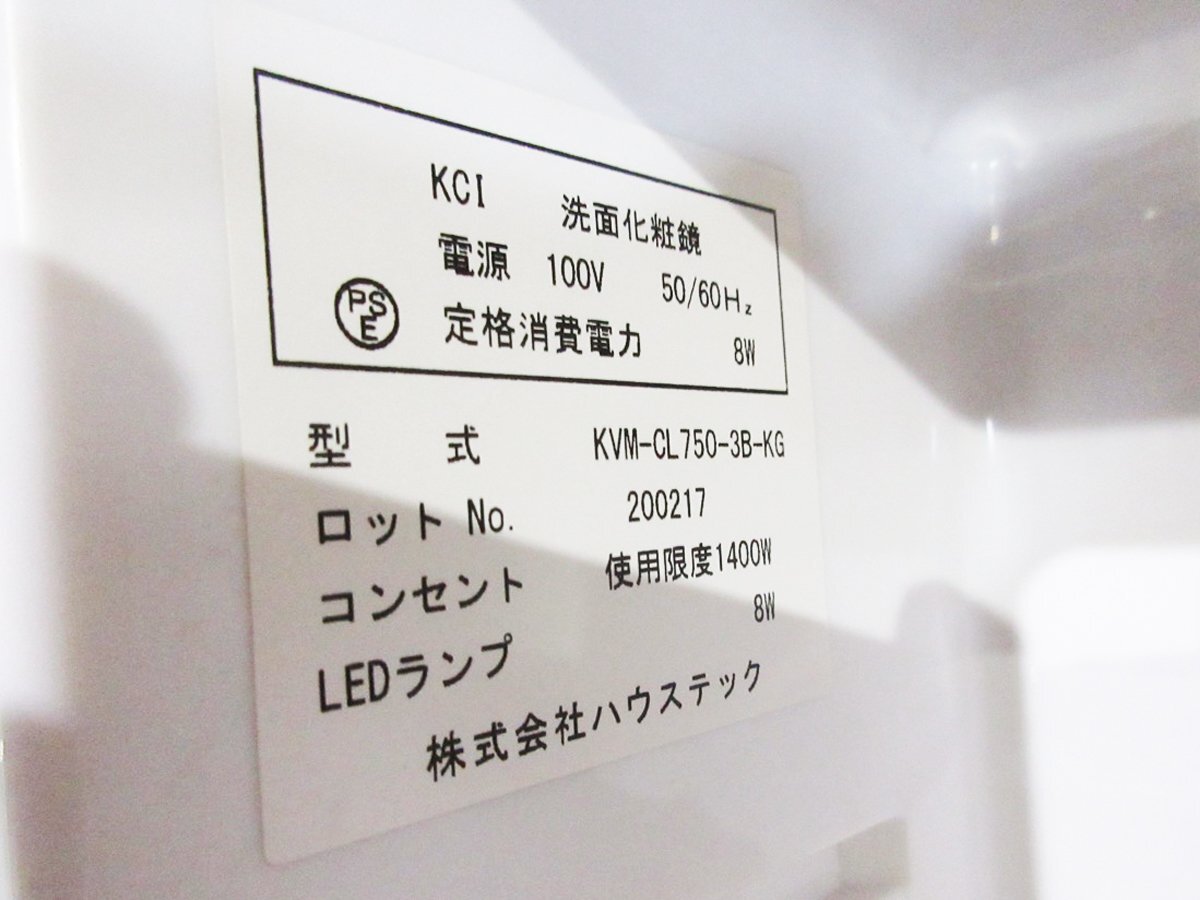 KCI 洗面化粧鏡
電源 100V 50/60Hz
PSE 定格消費電力 8W
型 式 KVM-CL750-3B-KG
ロットNo. 200217
コンセント 使用限度1400W
LEDランプ 8W
株式会社ハウステック